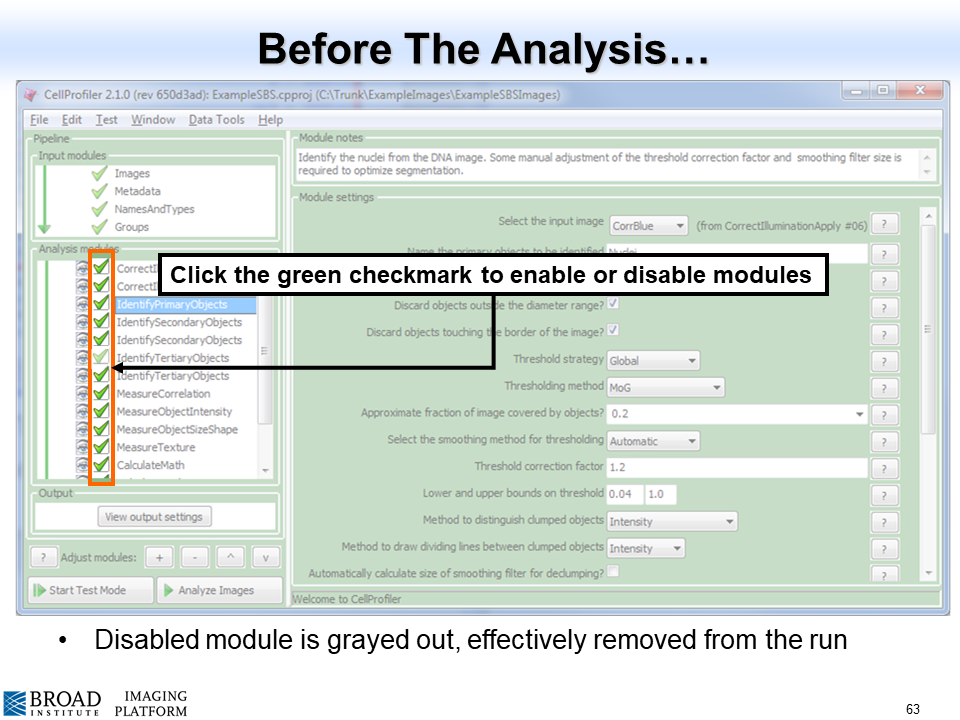 Before The Analysis…
CellProfiler 2.1.0 (rev 650d3ad): ExampleSBS.cpproj (C:\Trunk\ExampleImages\ExampleSBSImages)
File Edit Test Window Data Tools Help
Pipeline
Input modules
Images
Metadata
NamesAndTypes
Groups
Analysis modules
CorrectI
CorrectI
IdentifyPrimaryObjects
IdentifySecondaryObjects
IdentifySecondaryObjects
IdentifyTertiaryObjects
IdentifyTertiaryObjects
MeasureCorrelation
MeasureObjectIntensity
MeasureObjectSizeShape
MeasureTexture
CalculateMath
Output
View output settings
? Adjust modules: + - ^ v
Start Test Mode Analyze Images
Module notes
Identify the nuclei from the DNA image. Some manual adjustment of the threshold correction factor and smoothing filter size is
required to optimize segmentation.
Module settings
Select the input image CorrBlue (from CorrectIlluminationApply #06) ?
Name the primary objects to be identified Nuclei ?
Click the green checkmark to enable or disable modules ?
Discard objects outside the diameter range? ?
Discard objects touching the border of the image? ?
Threshold strategy Global ?
Thresholding method MoG ?
Approximate fraction of image covered by objects? 0.2 ?
Select the smoothing method for thresholding Automatic ?
Threshold correction factor 1.2 ?
Lower and upper bounds on threshold 0.04 1.0 ?
Method to distinguish clumped objects Intensity ?
Method to draw dividing lines between clumped objects Intensity ?
Automatically calculate size of smoothing filter for declumping? ?
Welcome to CellProfiler
• Disabled module is grayed out, effectively removed from the run
BROAD
INSTITUTE
IMAGING
PLATFORM
63